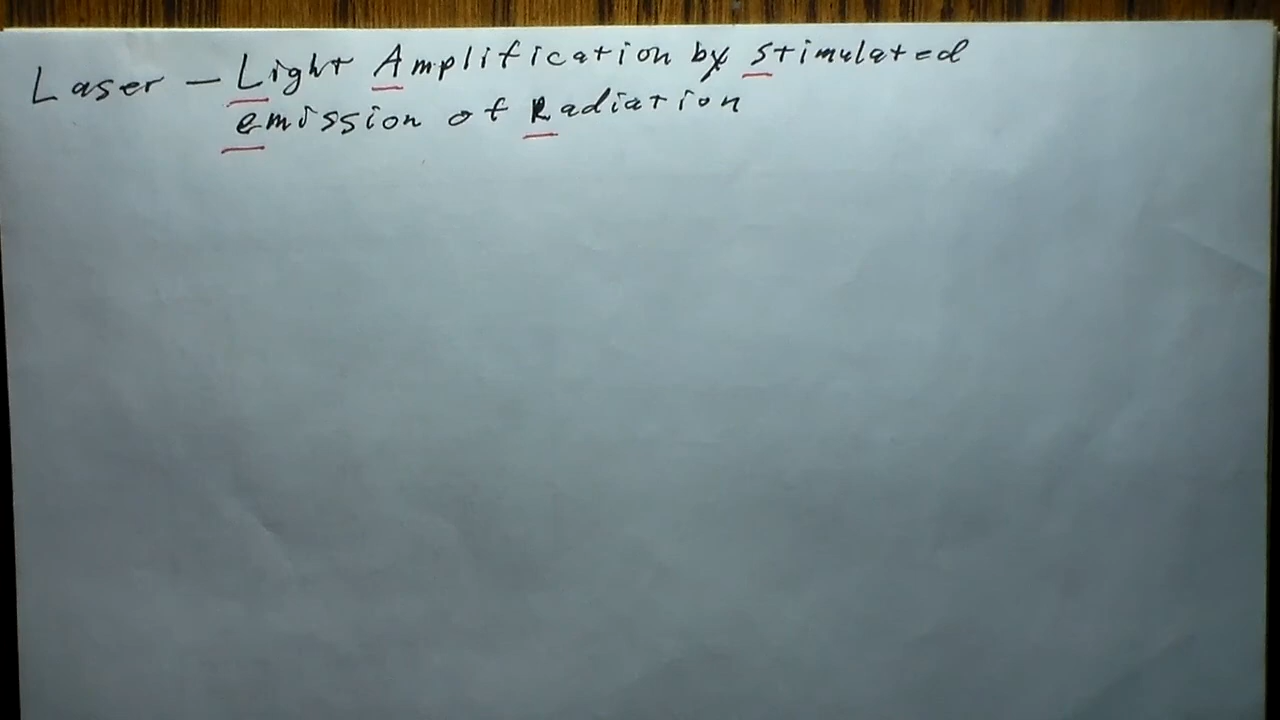 Laser — Light Amplification by Stimulated
emission of Radiation